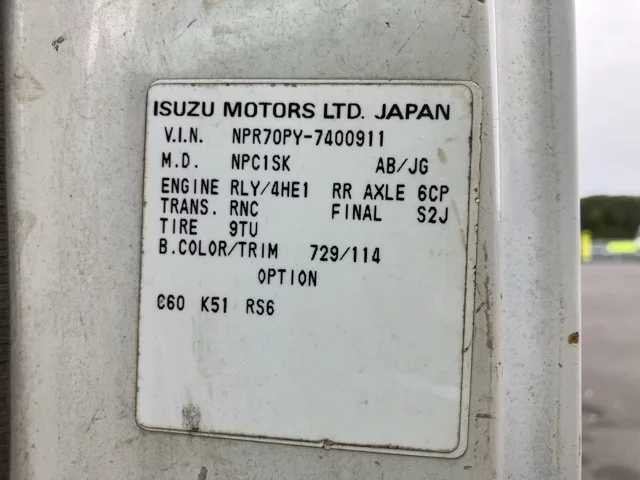 ISUZU MOTORS LTD. JAPAN
V.I.N. NPR70PY-7400911
M.D. NPC1SK AB/JG
ENGINE RLY/4HE1 RR AXLE 6CP
TRANS. RNC FINAL S2J
TIRE 9TU
B.COLOR/TRIM 729/114
OPTION
C60 K51 RS6